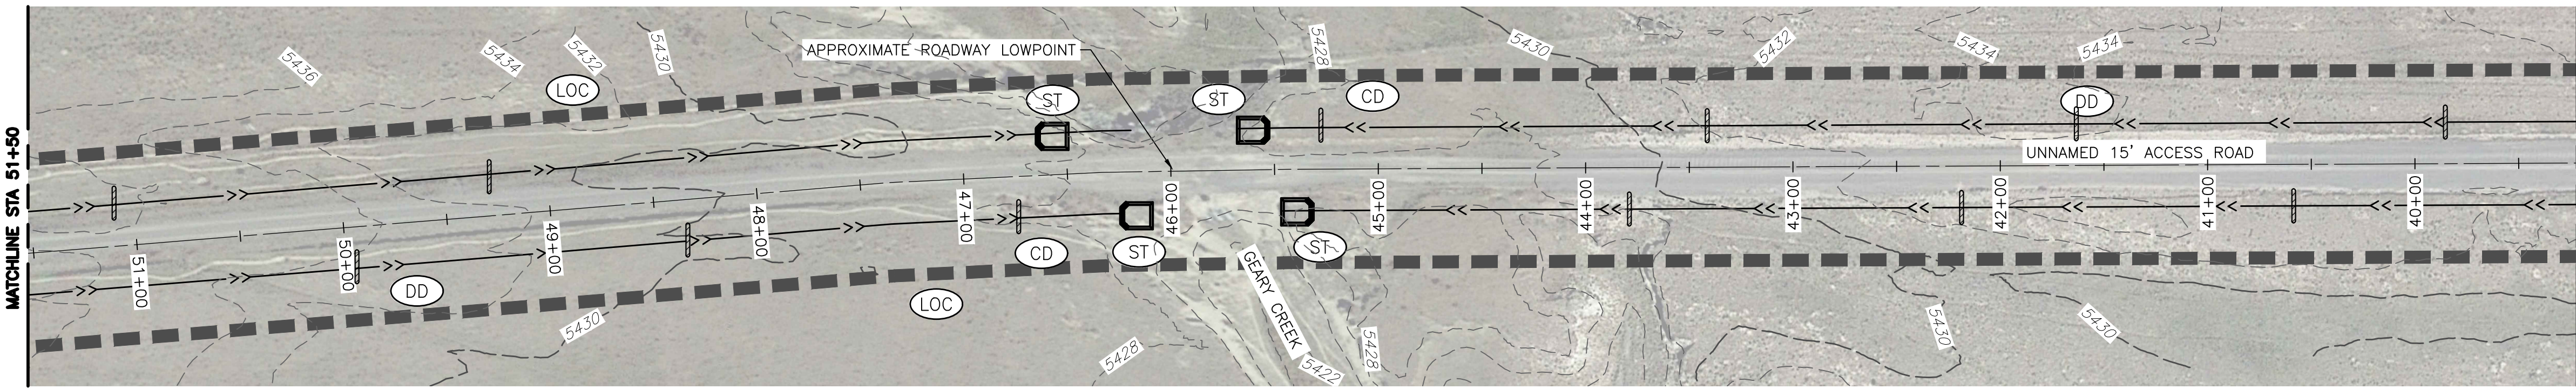 MATCHLINE STA 51+50
5436
5434
5432
5430
LOC
APPROXIMATE ROADWAY LOWPOINT
ST
ST
5428
CD
5430
5432
5434
5434
DD
UNNAMED 15' ACCESS ROAD
51+00
50+00
49+00
48+00
47+00
46+00
45+00
44+00
43+00
42+00
41+00
40+00
DD
5430
LOC
CD
ST
ST
GEARY CREEK
5428
5422
5428
5430
5430